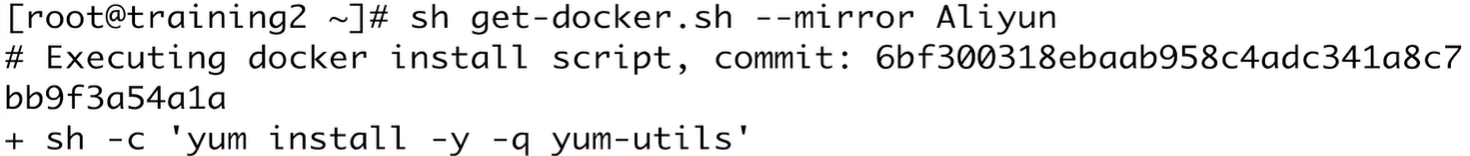 [root@training2 ~]# sh get-docker.sh --mirror Aliyun
# Executing docker install script, commit: 6bf300318ebaab958c4adc341a8c7
bb9f3a54a1a
+ sh -c 'yum install -y -q yum-utils'